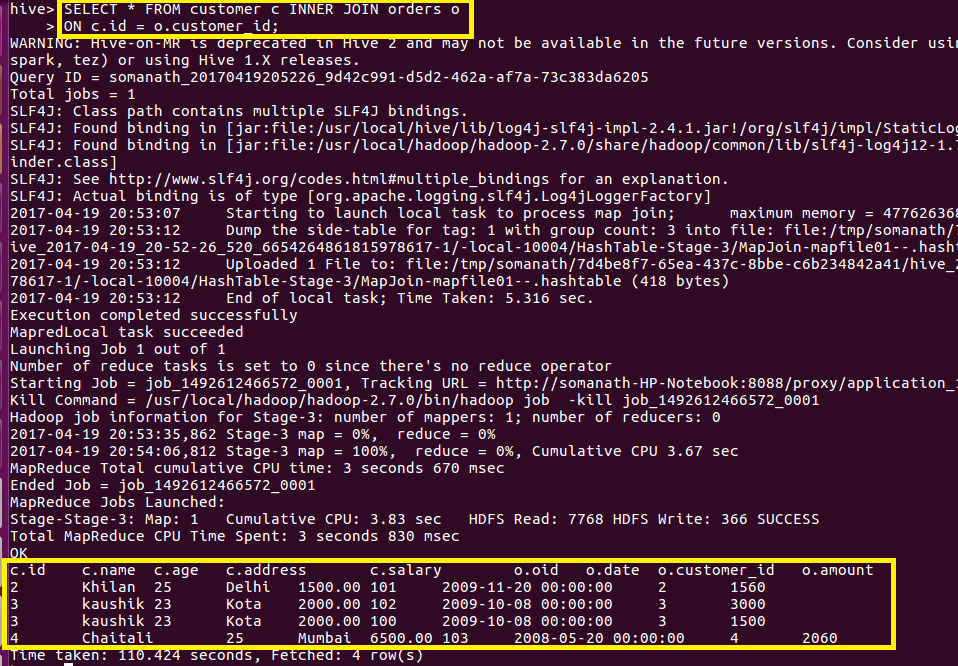 hive> SELECT * FROM customer c INNER JOIN orders o
    > ON c.id = o.customer_id;
WARNING: Hive-on-MR is deprecated in Hive 2 and may not be available in the future versions. Consider usin
spark, tez) or using Hive 1.X releases.
Query ID = somanath_20170419205226_9d42c991-d5d2-462a-af7a-73c383da6205
Total jobs = 1
SLF4J: Class path contains multiple SLF4J bindings.
SLF4J: Found binding in [jar:file:/usr/local/hive/lib/log4j-slf4j-impl-2.4.1.jar!/org/slf4j/impl/StaticLog
SLF4J: Found binding in [jar:file:/usr/local/hadoop/hadoop-2.7.0/share/hadoop/common/lib/slf4j-log4j12-1.7
inder.class]
SLF4J: See http://www.slf4j.org/codes.html#multiple_bindings for an explanation.
SLF4J: Actual binding is of type [org.apache.logging.slf4j.Log4jLoggerFactory]
2017-04-19 20:53:07     Starting to launch local task to process map join;      maximum memory = 477626368
2017-04-19 20:53:12     Dump the side-table for tag: 1 with group count: 3 into file: file:/tmp/somanath/7
ive_2017-04-19_20-52-26_520_6654264861815978617-1/-local-10004/HashTable-Stage-3/MapJoin-mapfile01--.hasht
2017-04-19 20:53:12     Uploaded 1 File to: file:/tmp/somanath/7d4be8f7-65ea-437c-8bbe-c6b234842a41/hive_2
78617-1/-local-10004/HashTable-Stage-3/MapJoin-mapfile01--.hashtable (418 bytes)
2017-04-19 20:53:12     End of local task; Time Taken: 5.316 sec.
Execution completed successfully
MapredLocal task succeeded
Launching Job 1 out of 1
Number of reduce tasks is set to 0 since there's no reduce operator
Starting Job = job_1492612466572_0001, Tracking URL = http://somanath-HP-Notebook:8088/proxy/application_1
Kill Command = /usr/local/hadoop/hadoop-2.7.0/bin/hadoop job  -kill job_1492612466572_0001
Hadoop job information for Stage-3: number of mappers: 1; number of reducers: 0
2017-04-19 20:53:35,862 Stage-3 map = 0%,  reduce = 0%
2017-04-19 20:54:06,812 Stage-3 map = 100%,  reduce = 0%, Cumulative CPU 3.67 sec
MapReduce Total cumulative CPU time: 3 seconds 670 msec
Ended Job = job_1492612466572_0001
MapReduce Jobs Launched:
Stage-Stage-3: Map: 1   Cumulative CPU: 3.83 sec   HDFS Read: 7768 HDFS Write: 366 SUCCESS
Total MapReduce CPU Time Spent: 3 seconds 830 msec
OK
c.id    c.name  c.age   c.address       c.salary        o.oid   o.date  o.customer_id   o.amount
2       Khilan  25      Delhi   1500.00 101     2009-11-20 00:00:00     2       1560
3       kaushik 23      Kota    2000.00 102     2009-10-08 00:00:00     3       3000
3       kaushik 23      Kota    2000.00 100     2009-10-08 00:00:00     3       1500
4       Chaitali        25      Mumbai  6500.00 103     2008-05-20 00:00:00     4       2060
Time taken: 110.424 seconds, Fetched: 4 row(s)